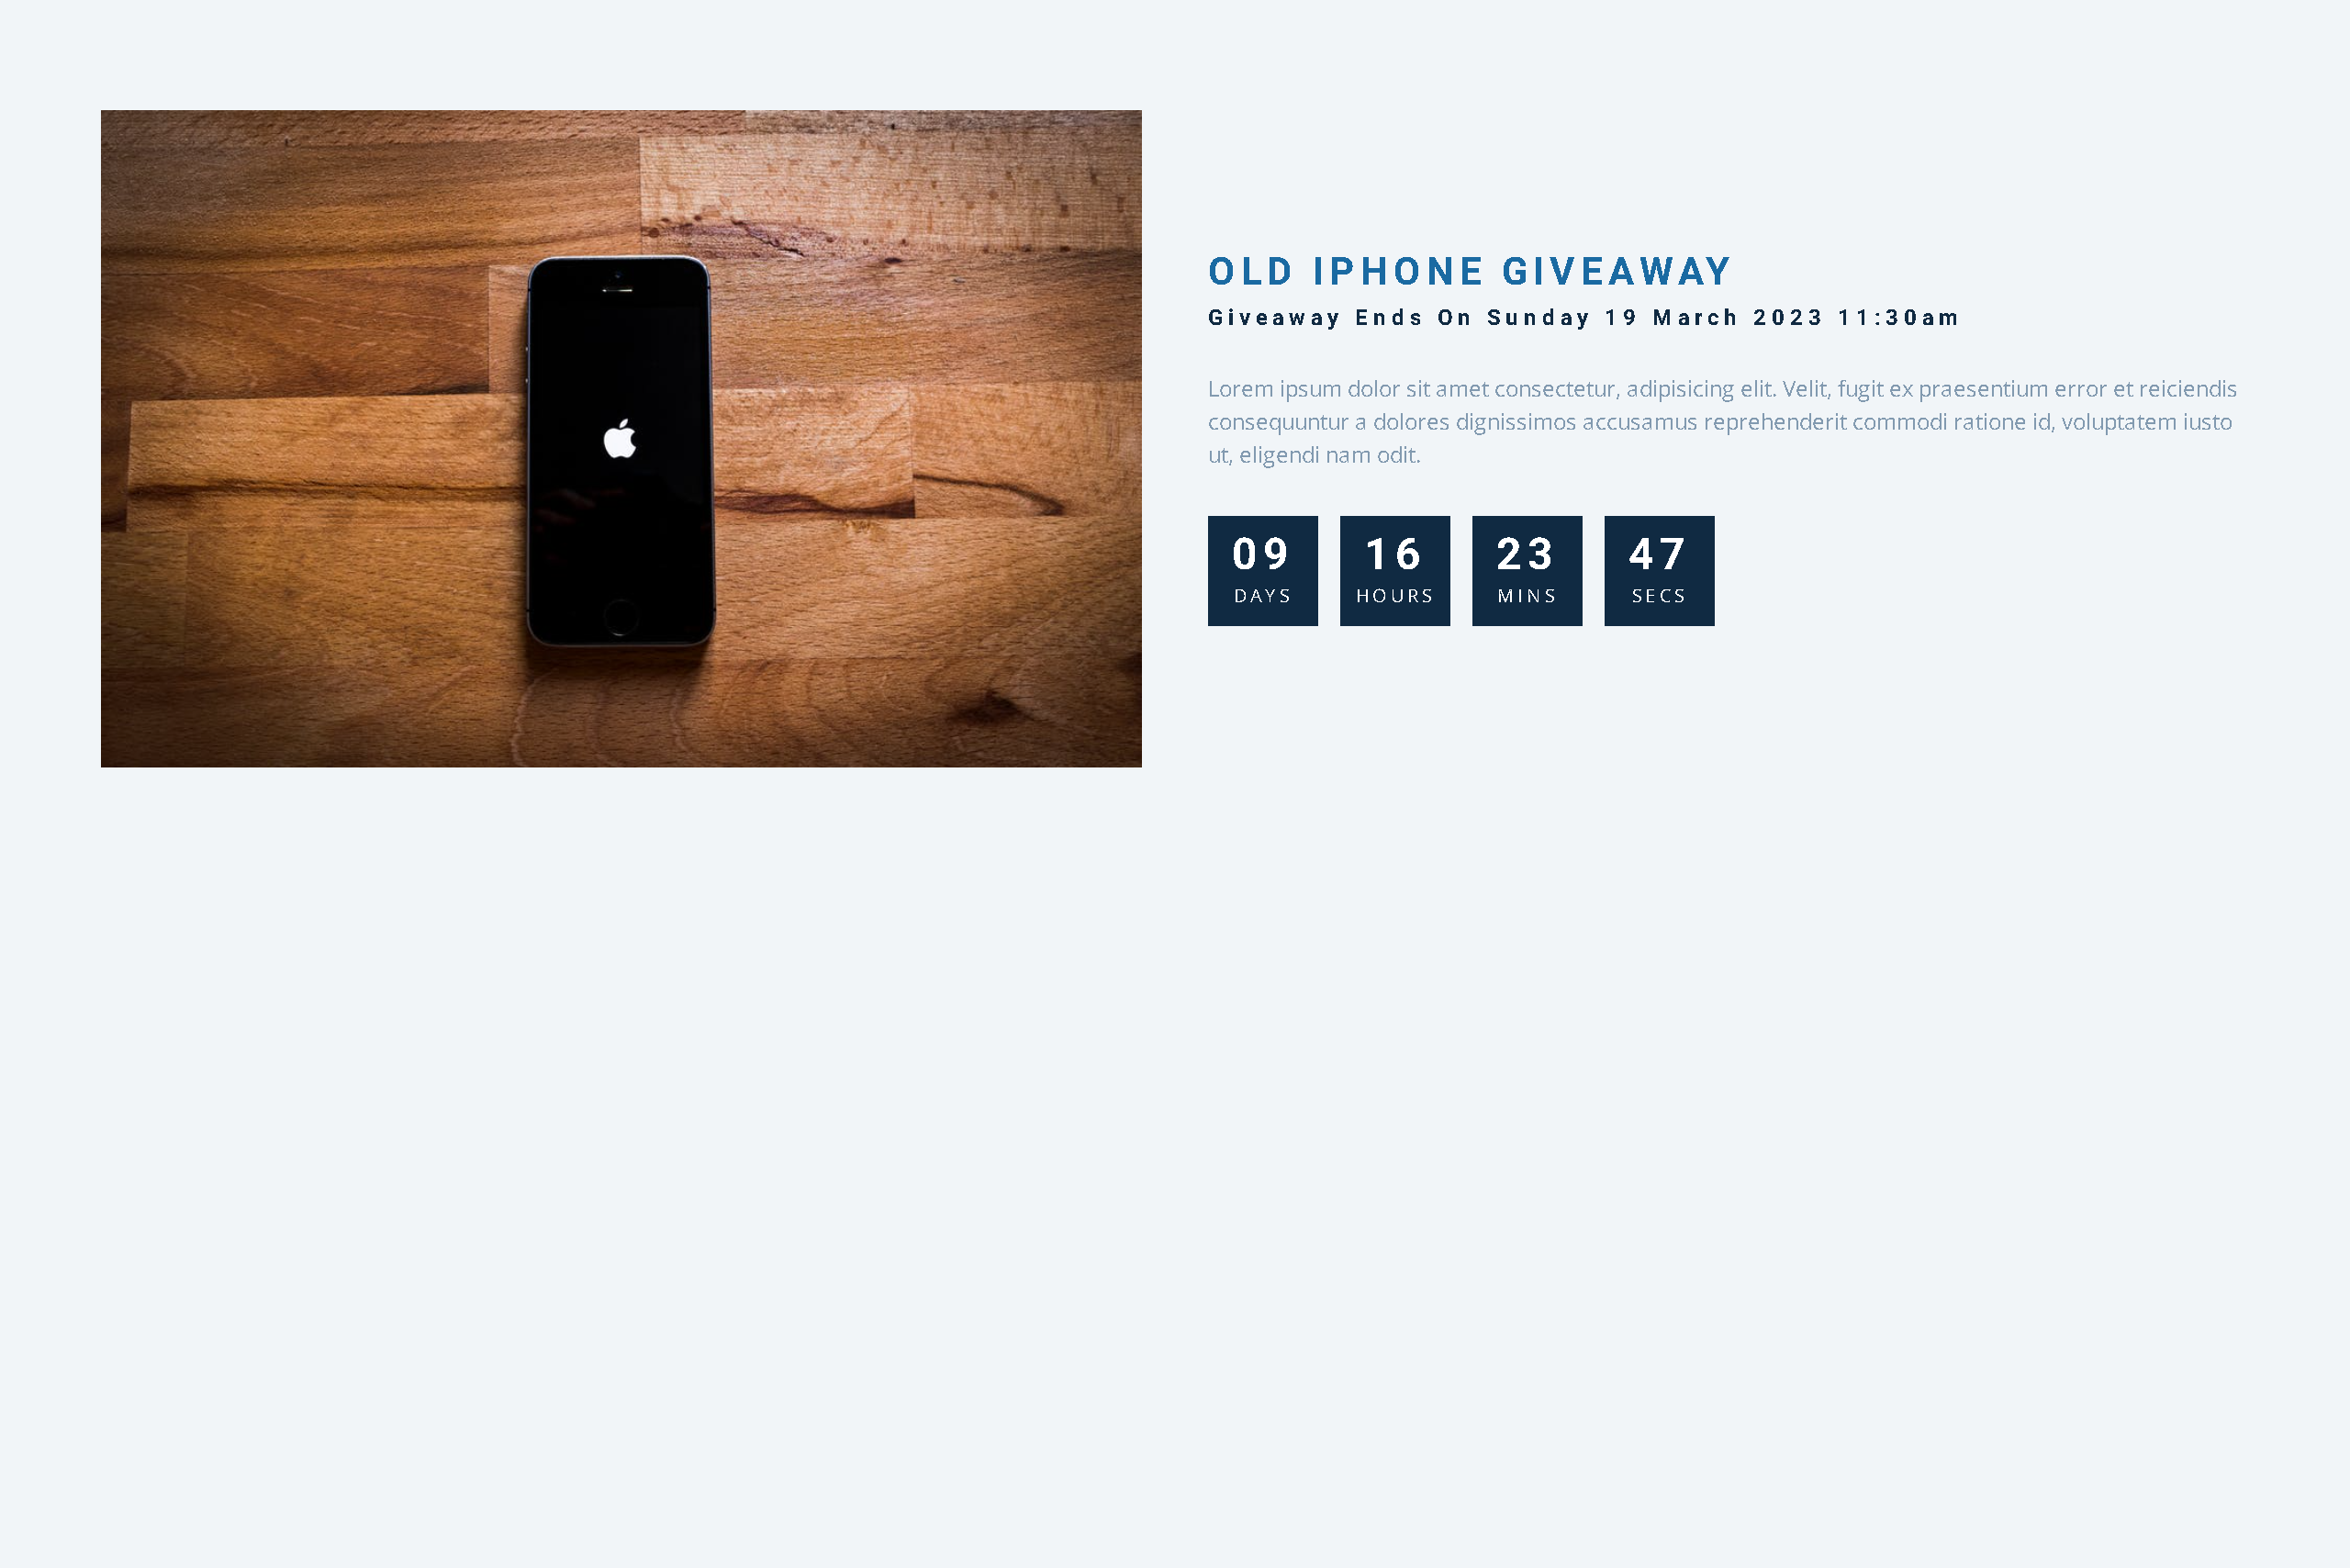 OLD IPHONE GIVEAWAY
Giveaway Ends On Sunday 19 March 2023 11:30am
Lorem ipsum dolor sit amet consectetur, adipisicing elit. Velit, fugit ex praesentium error et reiciendis
consequuntur a dolores dignissimos accusamus reprehenderit commodi ratione id, voluptatem iusto
ut, eligendi nam odit.
09 16 23 47
DAYS HOURS MINS SECS